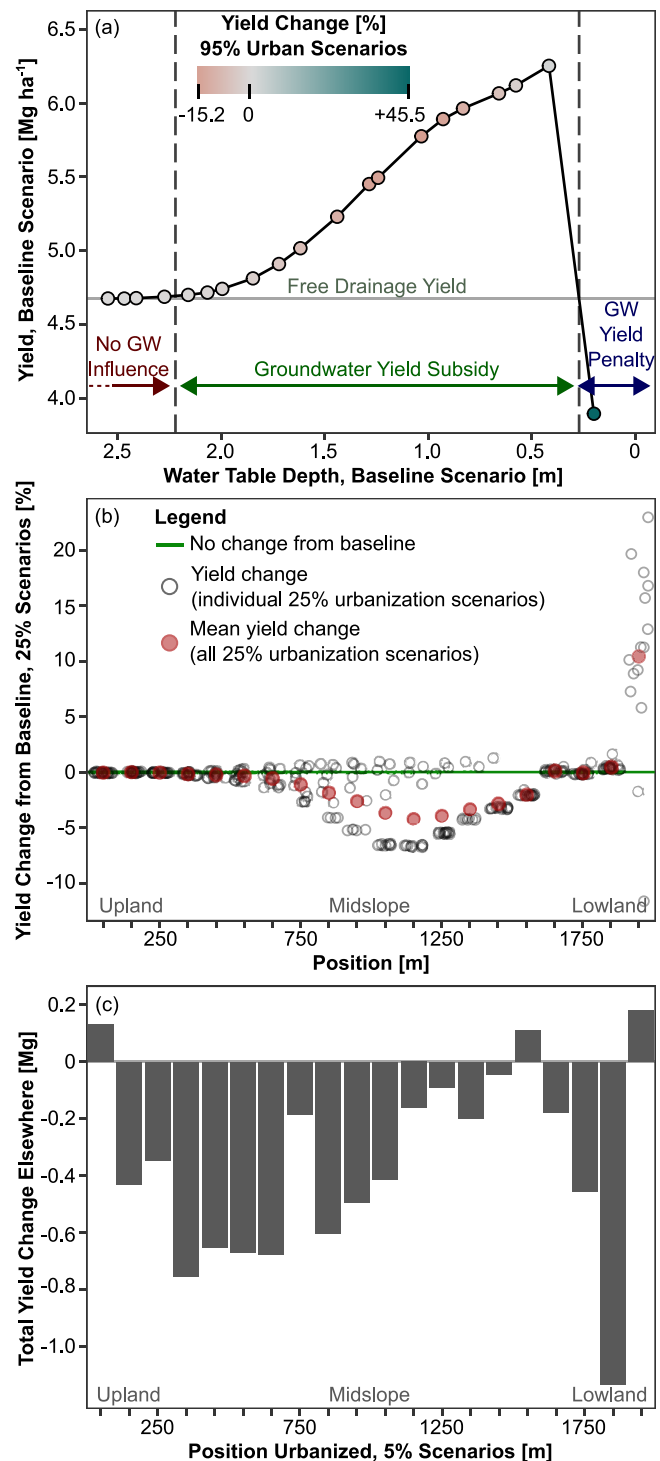 (a)
Yield Change [%]
95% Urban Scenarios
-15.2 0 +45.5
6.5
6.0
5.5
5.0
4.5
4.0
Yield, Baseline Scenario [Mg ha-1]
Free Drainage Yield
No GW
Influence
Groundwater Yield Subsidy
GW
Yield
Penalty
2.5 2.0 1.5 1.0 0.5 0
Water Table Depth, Baseline Scenario [m]
(b)
Legend
No change from baseline
Yield change
(individual 25% urbanization scenarios)
Mean yield change
(all 25% urbanization scenarios)
20
15
10
5
0
-5
-10
Yield Change from Baseline, 25% Scenarios [%]
Upland Midslope Lowland
250 750 1250 1750
Position [m]
(c)
0.2
0
-0.2
-0.4
-0.6
-0.8
-1.0
Total Yield Change Elsewhere [Mg]
Upland Midslope Lowland
250 750 1250 1750
Position Urbanized, 5% Scenarios [m]